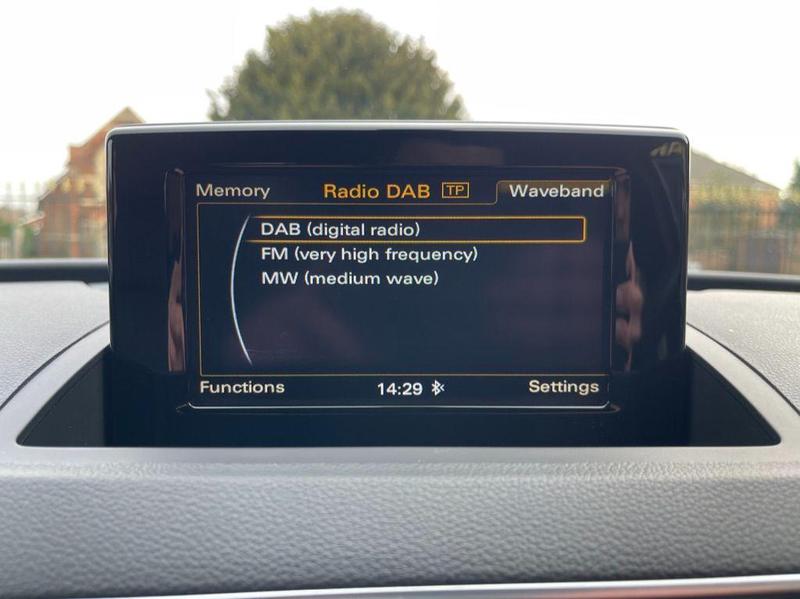 Memory Radio DAB TP Waveband
DAB (digital radio)
FM (very high frequency)
MW (medium wave)
Functions 14:29 Settings